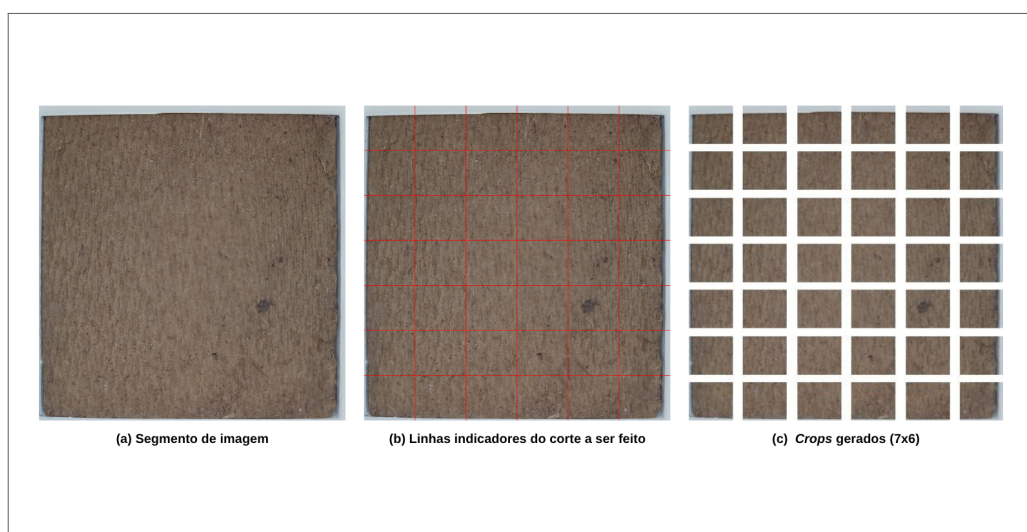 (a) Segmento de imagem
(b) Linhas indicadores do corte a ser feito
(c) Crops gerados (7x6)